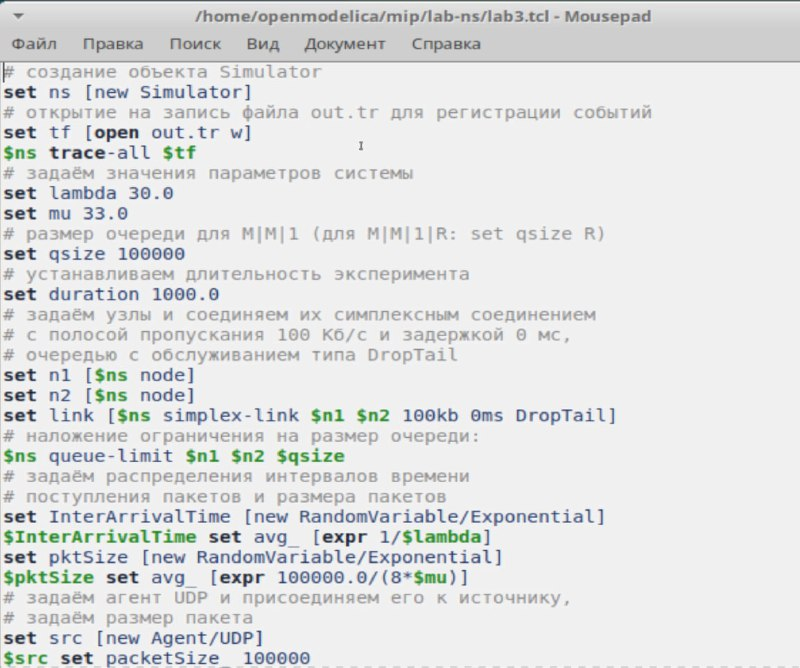 /home/openmodelica/mip/lab-ns/lab3.tcl - Mousepad
Файл Правка Поиск Вид Документ Справка
# создание объекта Simulator
set ns [new Simulator]
# открытие на запись файла out.tr для регистрации событий
set tf [open out.tr w]
$ns trace-all $tf
# задаём значения параметров системы
set lambda 30.0
set mu 33.0
# размер очереди для M|M|1 (для M|M|1|R: set qsize R)
set qsize 100000
# устанавливаем длительность эксперимента
set duration 1000.0
# задаём узлы и соединяем их симплексным соединением
# с полосой пропускания 100 Кб/с и задержкой 0 мс,
# очередью с обслуживанием типа DropTail
set n1 [$ns node]
set n2 [$ns node]
set link [$ns simplex-link $n1 $n2 100kb 0ms DropTail]
# наложение ограничения на размер очереди:
$ns queue-limit $n1 $n2 $qsize
# задаём распределения интервалов времени
# поступления пакетов и размера пакетов
set InterArrivalTime [new RandomVariable/Exponential]
$InterArrivalTime set avg_ [expr 1/$lambda]
set pktSize [new RandomVariable/Exponential]
$pktSize set avg_ [expr 100000.0/(8*$mu)]
# задаём агент UDP и присоединяем его к источнику,
# задаём размер пакета
set src [new Agent/UDP]
$src set packetSize_ 100000